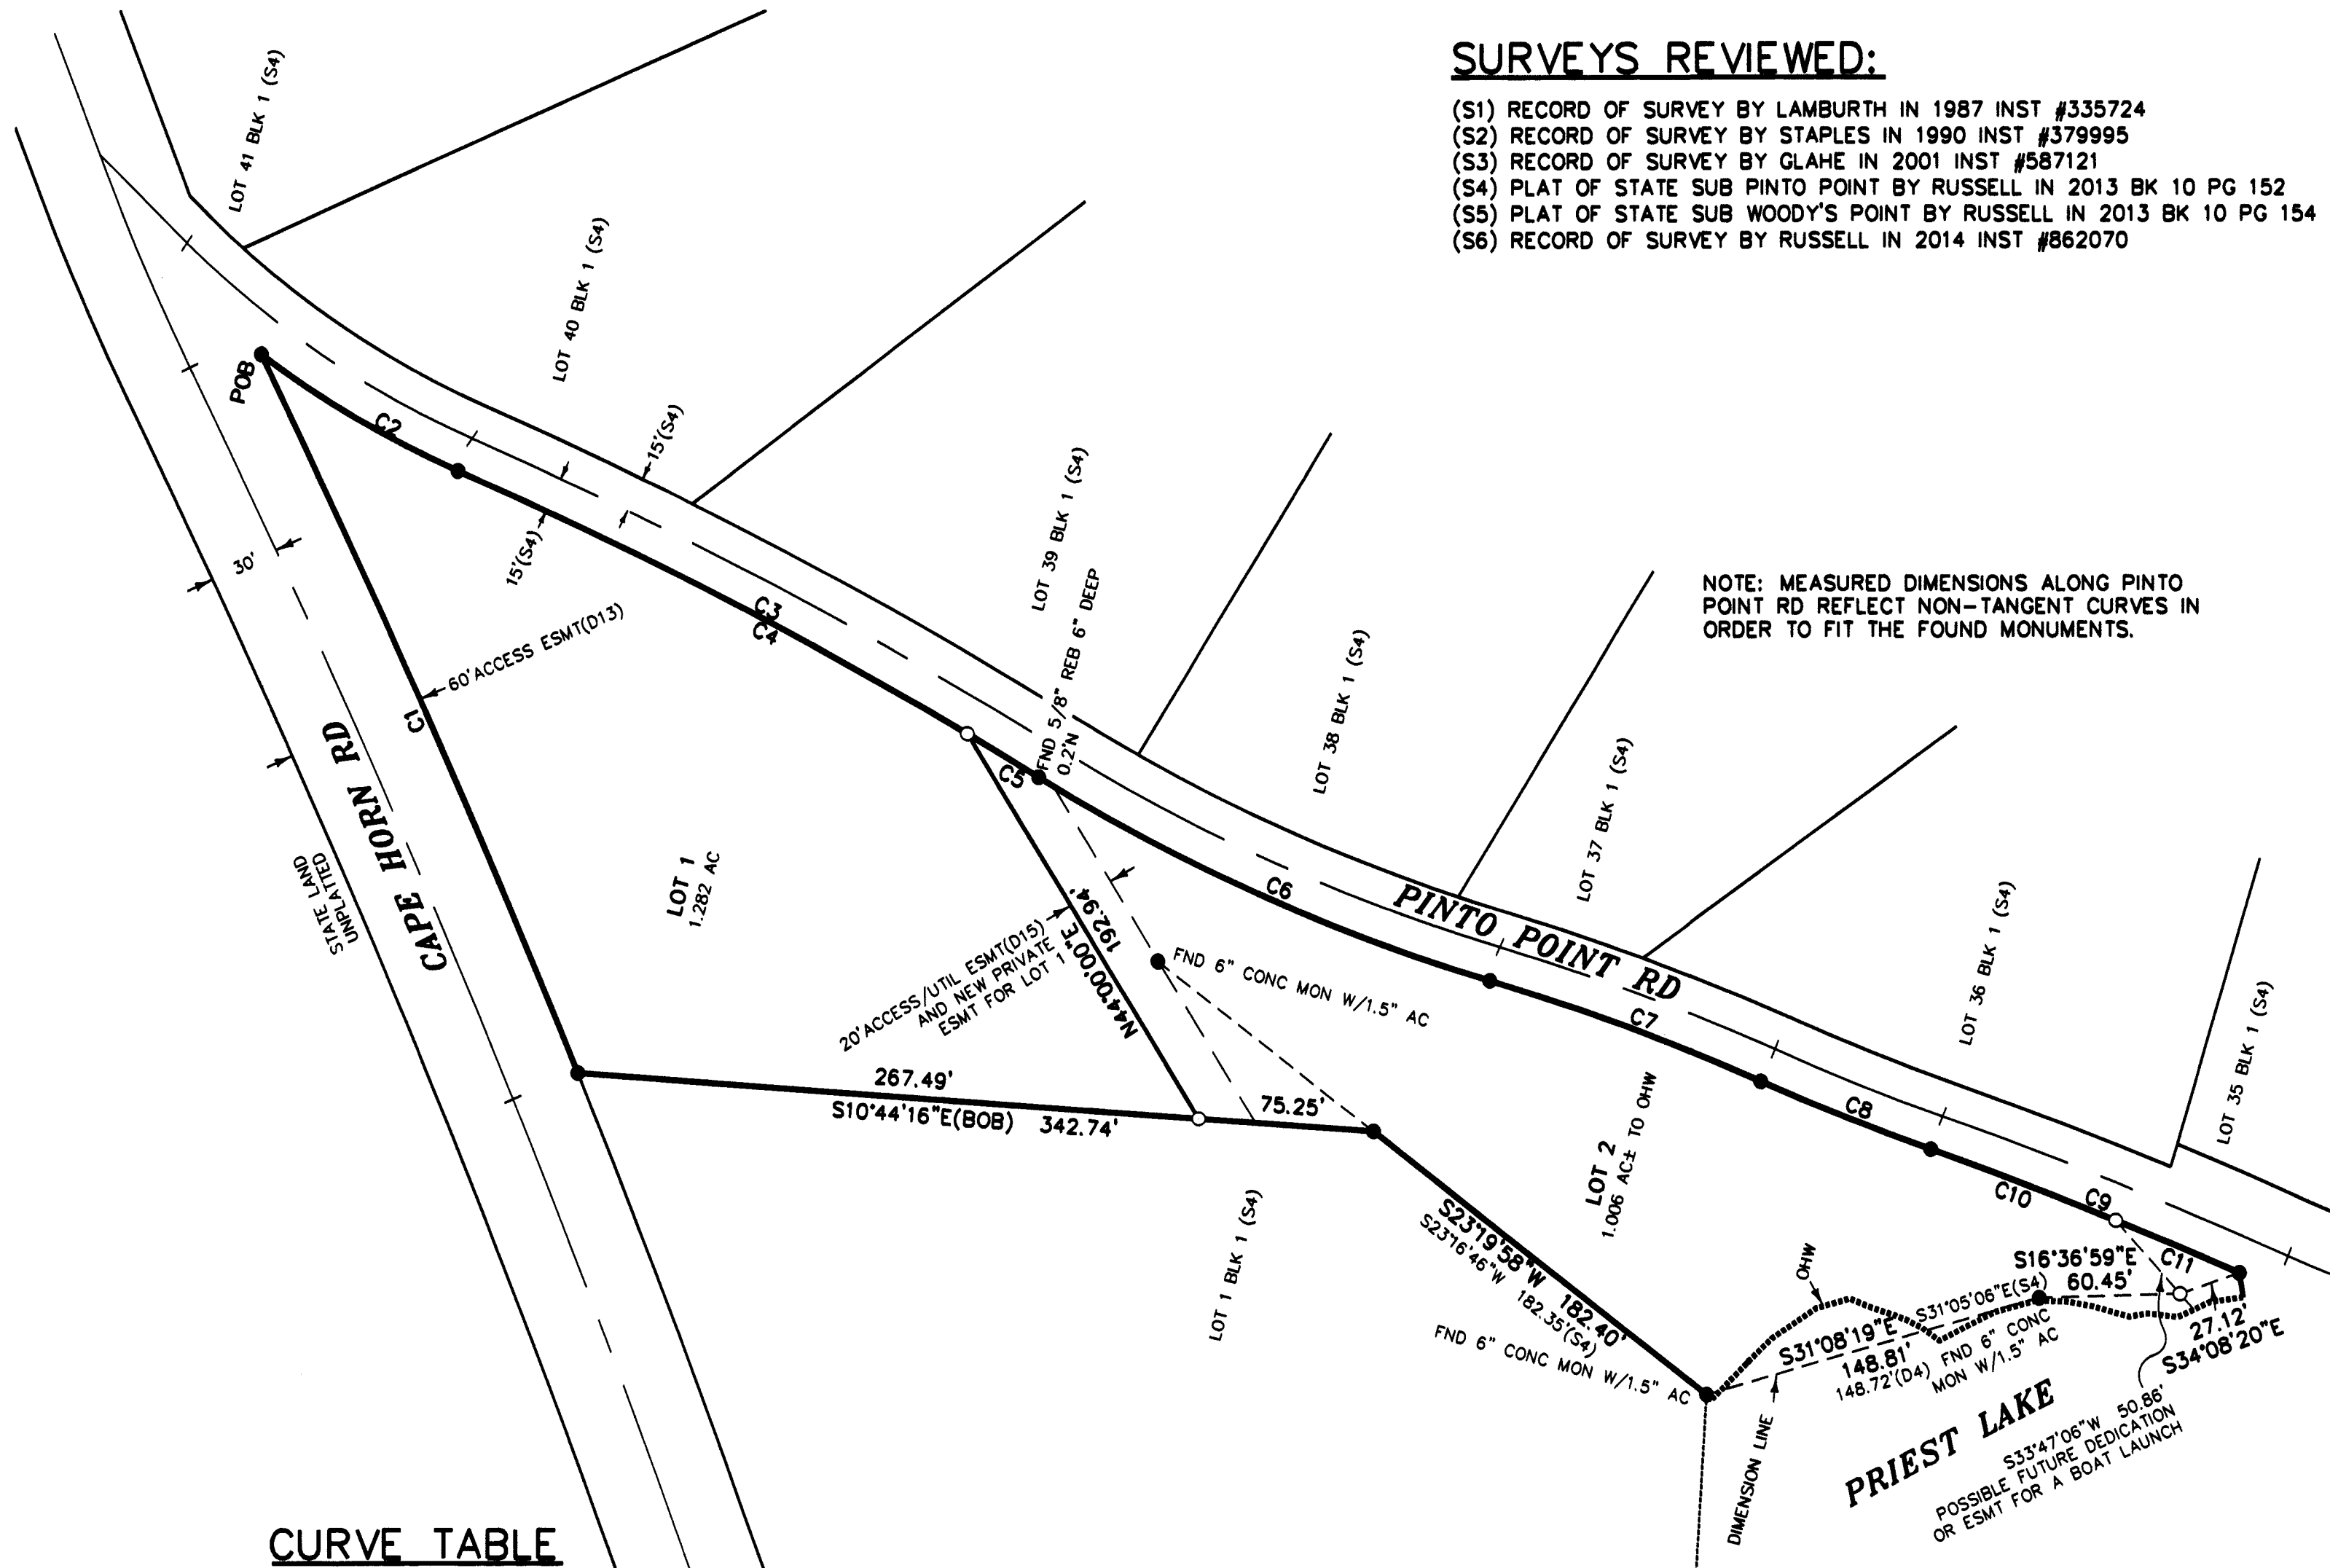 SURVEYS REVIEWED:
(S1) RECORD OF SURVEY BY LAMBURTH IN 1987 INST #335724
(S2) RECORD OF SURVEY BY STAPLES IN 1990 INST #379995
(S3) RECORD OF SURVEY BY GLAHE IN 2001 INST #587121
(S4) PLAT OF STATE SUB PINTO POINT BY RUSSELL IN 2013 BK 10 PG 152
(S5) PLAT OF STATE SUB WOODY'S POINT BY RUSSELL IN 2013 BK 10 PG 154
(S6) RECORD OF SURVEY BY RUSSELL IN 2014 INST #862070
LOT 41 BLK 1 (S4)
LOT 40 BLK 1 (S4)
POB
C2
15'(S4)
15'(S4)
LOT 39 BLK 1 (S4)
30'
60'ACCESS ESMT(D13)
C1
C3
C4
FND 5/8" REB 6" DEEP
0.2'N
C5
NOTE: MEASURED DIMENSIONS ALONG PINTO
POINT RD REFLECT NON-TANGENT CURVES IN
ORDER TO FIT THE FOUND MONUMENTS.
LOT 38 BLK 1 (S4)
LOT 37 BLK 1 (S4)
CAPE HORN RD
STATE LAND
UNPLATTED
LOT 1
1.282 AC
C6
PINTO POINT RD
20'ACCESS/UTIL ESMT(D15)
AND NEW PRIVATE
ESMT FOR LOT 1
N44°00'00"E
192.94'
FND 6" CONC MON W/1.5" AC
C7
LOT 36 BLK 1 (S4)
LOT 35 BLK 1 (S4)
267.49'
S10°44'16"E(BOB) 342.74'
75.25'
C8
LOT 2
1.006 AC± TO OHW
LOT 1 BLK 1 (S4)
C10
C9
C11
S23°19'58"W 182.40'
S23°16'46"W 182.35'(S4)
FND 6" CONC MON W/1.5" AC
OHW
S16°36'59"E
60.45'
S31°05'06"E(S4)
S31°08'19"E
148.81'
148.72'(D4)
FND 6" CONC
MON W/1.5" AC
27.12'
S34°08'20"E
DIMENSION LINE
PRIEST LAKE
S33°47'06"W 50.86'
POSSIBLE FUTURE DEDICATION
OR ESMT FOR A BOAT LAUNCH
CURVE TABLE